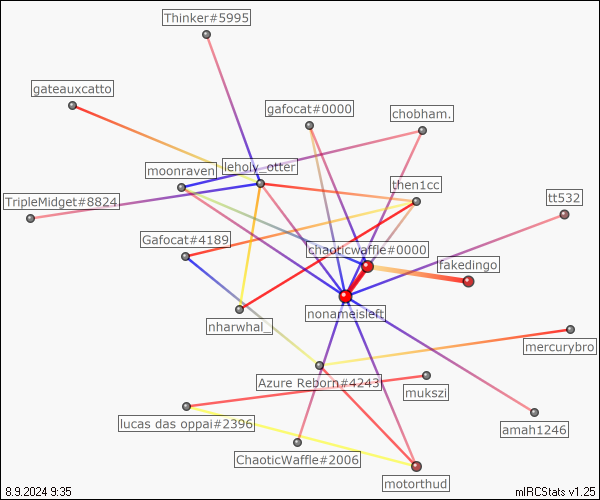 Thinker#5995
gateauxcatto
gafocat#0000
chobham.
moonraven
leholy_otter
then1cc
TripleMidget#8824
tt532
Gafocat#4189
chaoticwaffle#0000
fakedingo
nharwhal_
nonameisleft
mercurybro
Azure Reborn#4243
mukszi
lucas das oppai#2396
amah1246
ChaoticWaffle#2006
motorthud
8.9.2024 9:35
mIRCStats v1.25